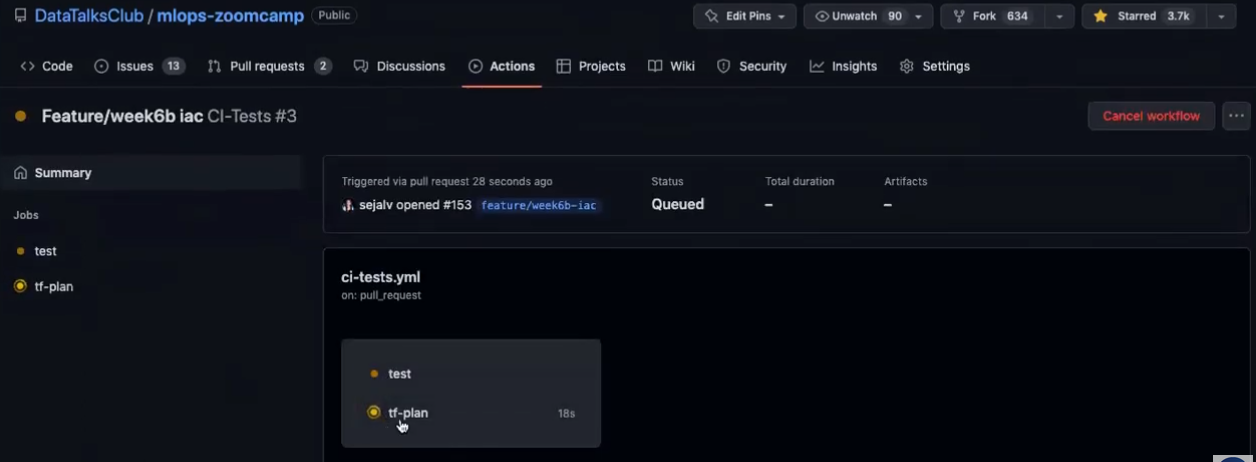 DataTalksClub / mlops-zoomcamp Public Edit Pins Unwatch 90 Fork 634 Starred 3.7k
Code Issues 13 Pull requests 2 Discussions Actions Projects Wiki Security Insights Settings
Feature/week6b iac CI-Tests #3 Cancel workflow ...
Summary
Jobs
test
tf-plan
Triggered via pull request 28 seconds ago Status Total duration Artifacts
sejalv opened #153 feature/week6b-iac Queued – –
ci-tests.yml
on: pull_request
test
tf-plan 18s